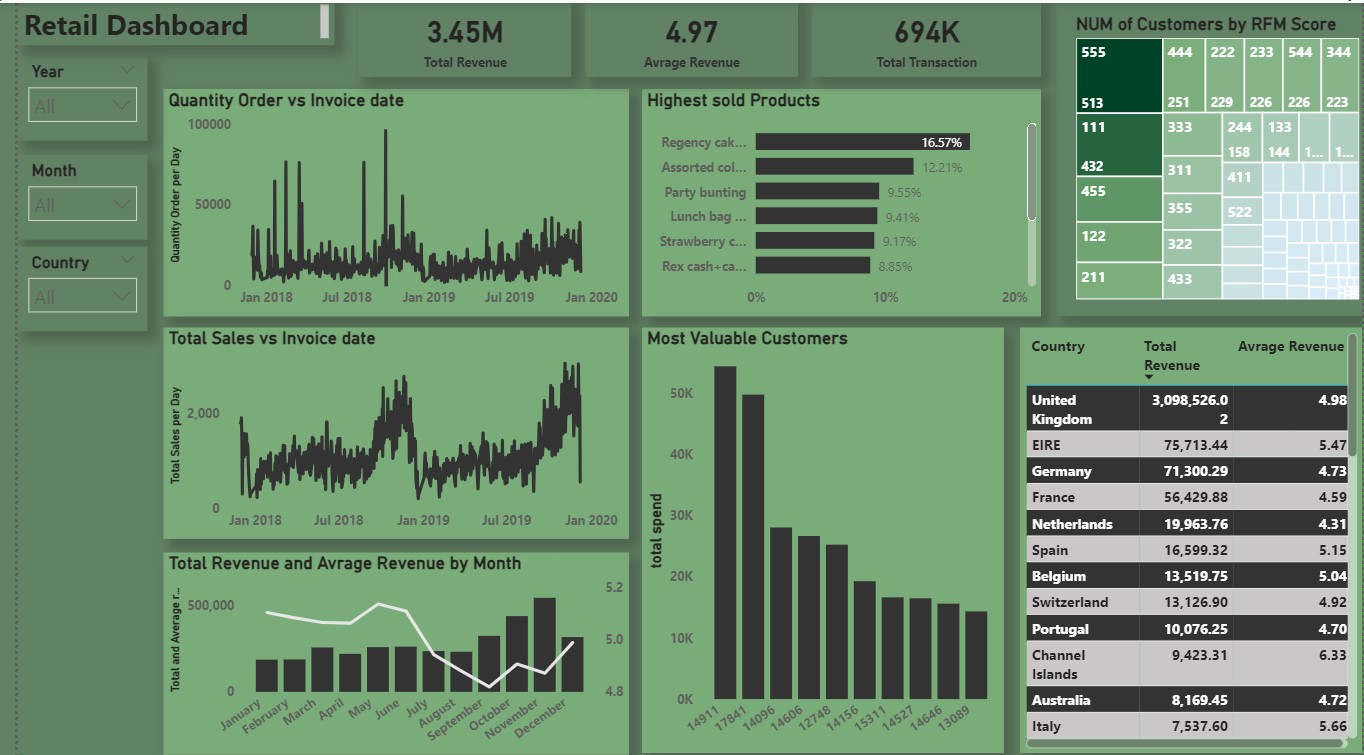 Retail Dashboard
Year
All
Month
All
Country
All
3.45M
Total Revenue
4.97
Avrage Revenue
694K
Total Transaction
Quantity Order vs Invoice date
Quantity Order per Day
100000
50000
0
Jan 2018 Jul 2018 Jan 2019 Jul 2019 Jan 2020
Highest sold Products
Regency cak... 16.57%
Assorted col... 12.21%
Party bunting 9.55%
Lunch bag ... 9.41%
Strawberry c... 9.17%
Rex cash+ca... 8.85%
0% 10% 20%
NUM of Customers by RFM Score
555 444 222 233 544 344
513 251 229 226 226 223
111 333 244 133
158 144 1... 1...
432 311 411
455 355 522
122 322
211 433
Total Sales vs Invoice date
Total Sales per Day
2,000
0
Jan 2018 Jul 2018 Jan 2019 Jul 2019 Jan 2020
Total Revenue and Avrage Revenue by Month
Total and Average r...
500,000
0
5.2
5.0
4.8
January February March April May June July August September October November December
Most Valuable Customers
total spend
50K
40K
30K
20K
10K
0K
14911 17841 14096 14606 12748 14156 15311 14527 14646 13089
Country Total Avrage Revenue
Revenue
United 3,098,526.0 4.98
Kingdom 2
EIRE 75,713.44 5.47
Germany 71,300.29 4.73
France 56,429.88 4.59
Netherlands 19,963.76 4.31
Spain 16,599.32 5.15
Belgium 13,519.75 5.04
Switzerland 13,126.90 4.92
Portugal 10,076.25 4.70
Channel 9,423.31 6.33
Islands
Australia 8,169.45 4.72
Italy 7,537.60 5.66